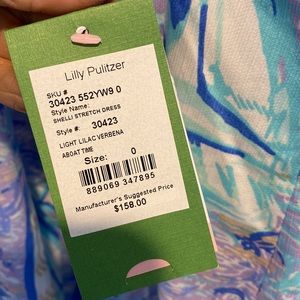 Lilly Pulitzer
SKU #
30423 552YW9 0
Style Name:
SHELLI STRETCH DRESS
Style #: 30423
LIGHT LILAC VERBENA
ABOAT TIME
Size: 0
889069 347895
Manufacturer's Suggested Price
$158.00